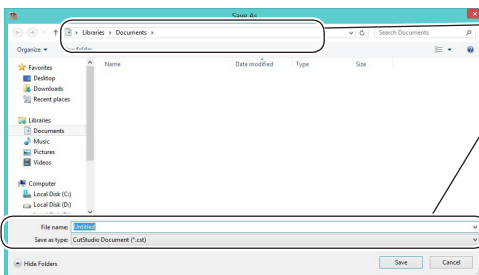 Save As
Libraries › Documents ›
Search Documents
Organize
folder
Favorites
Desktop
Downloads
Recent places
Libraries
Documents
Music
Pictures
Videos
Computer
Local Disk (C:)
Local Disk (D:)
Name Date modified Type Size
File name: Untitled
Save as type: CutStudio Document (*.cst)
Hide Folders
Save Cancel